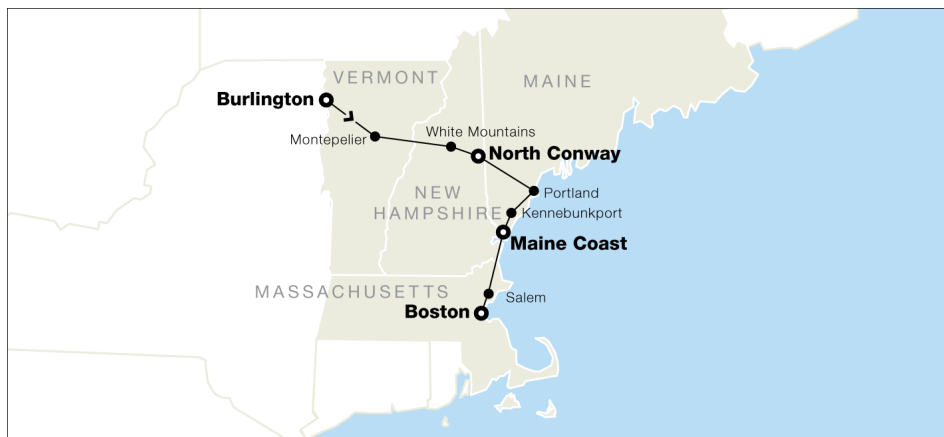 VERMONT
MAINE
Burlington
White Mountains
Montepelier
North Conway
NEW
HAMPSHIRE
Portland
Kennebunkport
Maine Coast
MASSACHUSETTS
Salem
Boston